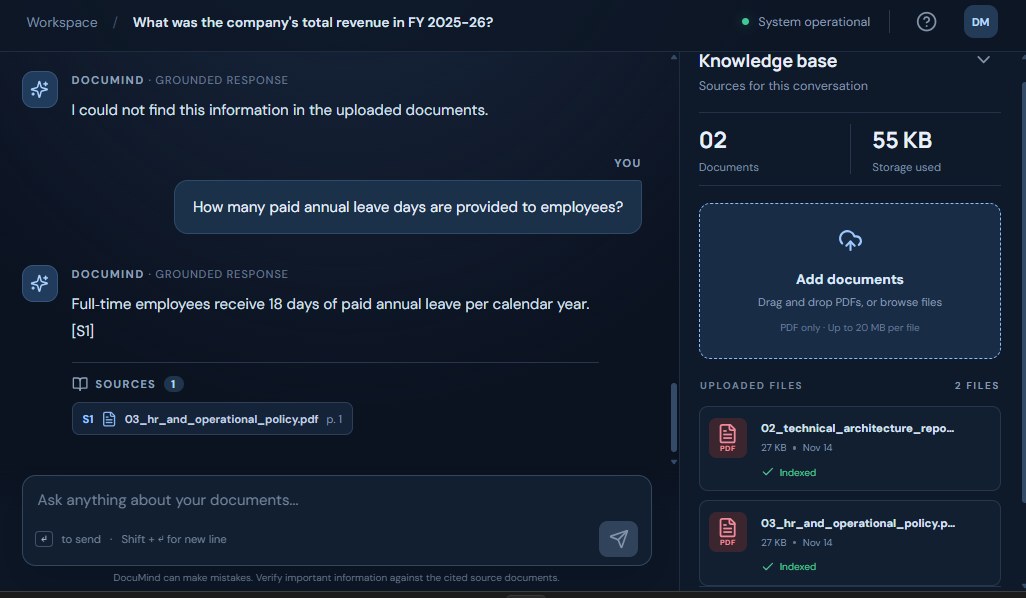 Workspace / What was the company's total revenue in FY 2025-26?
System operational
DM
DOCUMIND · GROUNDED RESPONSE
I could not find this information in the uploaded documents.
YOU
How many paid annual leave days are provided to employees?
DOCUMIND · GROUNDED RESPONSE
Full-time employees receive 18 days of paid annual leave per calendar year.
[S1]
SOURCES 1
S1 03_hr_and_operational_policy.pdf p. 1
Ask anything about your documents...
↵ to send · Shift + ↵ for new line
DocuMind can make mistakes. Verify important information against the cited source documents.
Knowledge base
Sources for this conversation
02
Documents
55 KB
Storage used
Add documents
Drag and drop PDFs, or browse files
PDF only · Up to 20 MB per file
UPLOADED FILES 2 FILES
PDF
02_technical_architecture_repo...
27 KB • Nov 14
Indexed
PDF
03_hr_and_operational_policy.p...
27 KB • Nov 14
Indexed